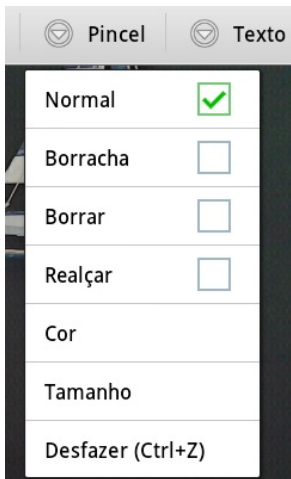 Pincel Texto
Normal
Borracha
Borrar
Realçar
Cor
Tamanho
Desfazer (Ctrl+Z)